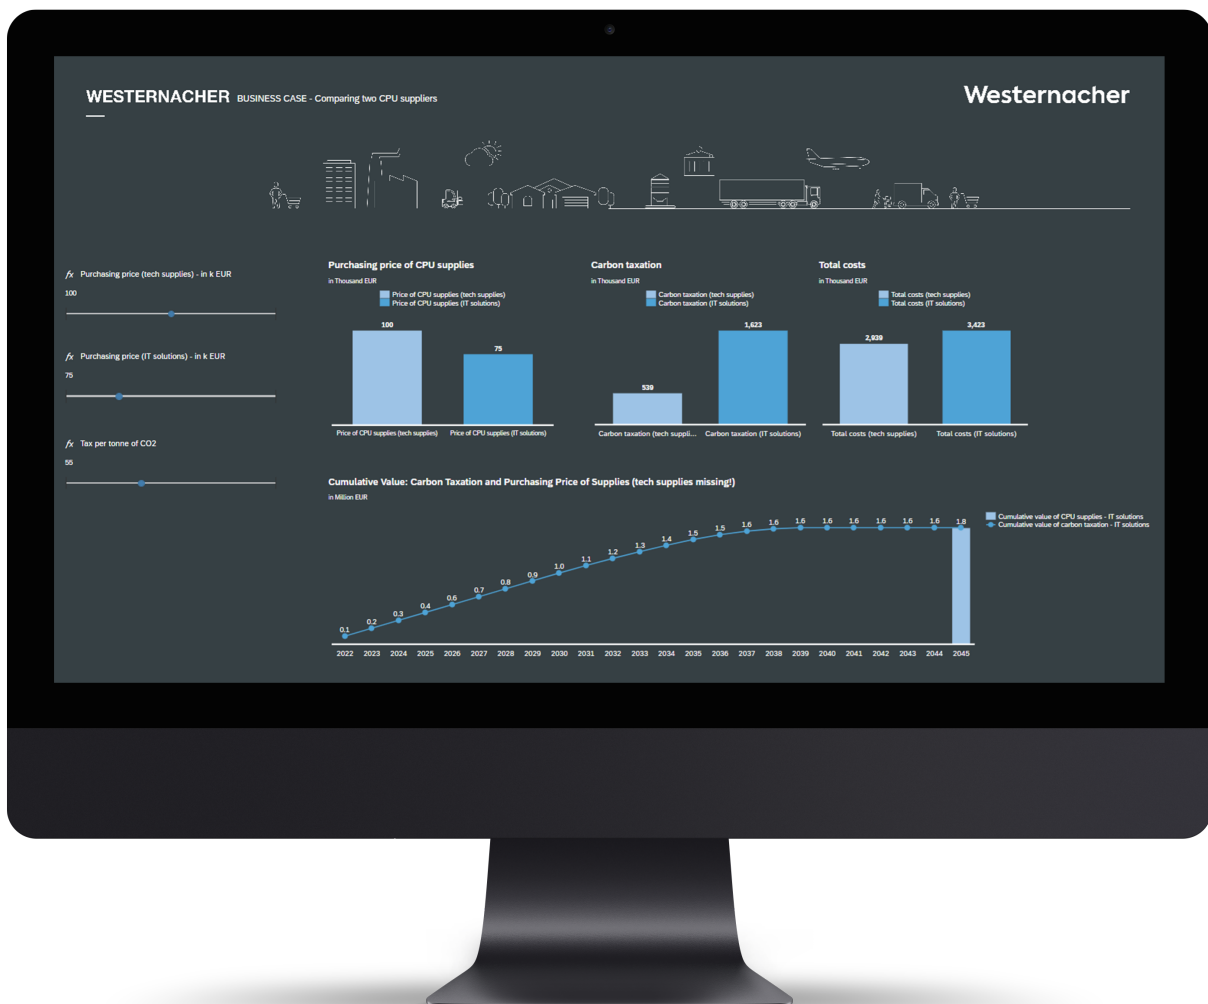 WESTERNACHER BUSINESS CASE - Comparing two CPU suppliers
Westernacher
fx Purchasing price (tech supplies) - in k EUR
100
fx Purchasing price (IT solutions) - in k EUR
75
fx Tax per tonne of CO2
55
Purchasing price of CPU supplies
in Thousand EUR
Price of CPU supplies (tech supplies)
Price of CPU supplies (IT solutions)
100
75
Price of CPU supplies (tech supplies) Price of CPU supplies (IT solutions)
Carbon taxation
in Thousand EUR
Carbon taxation (tech supplies)
Carbon taxation (IT solutions)
1,623
539
Carbon taxation (tech suppli... Carbon taxation (IT solutions)
Total costs
in Thousand EUR
Total costs (tech supplies)
Total costs (IT solutions)
3,423
2,939
Total costs (tech supplies) Total costs (IT solutions)
Cumulative Value: Carbon Taxation and Purchasing Price of Supplies (tech supplies missing!)
in Million EUR
Cumulative value of CPU supplies - IT solutions
Cumulative value of carbon taxation - IT solutions
0.1 0.2 0.3 0.4 0.6 0.7 0.8 0.9 1.0 1.1 1.2 1.3 1.4 1.5 1.5 1.6 1.6 1.6 1.6 1.6 1.6 1.6 1.6 1.8
2022 2023 2024 2025 2026 2027 2028 2029 2030 2031 2032 2033 2034 2035 2036 2037 2038 2039 2040 2041 2042 2043 2044 2045